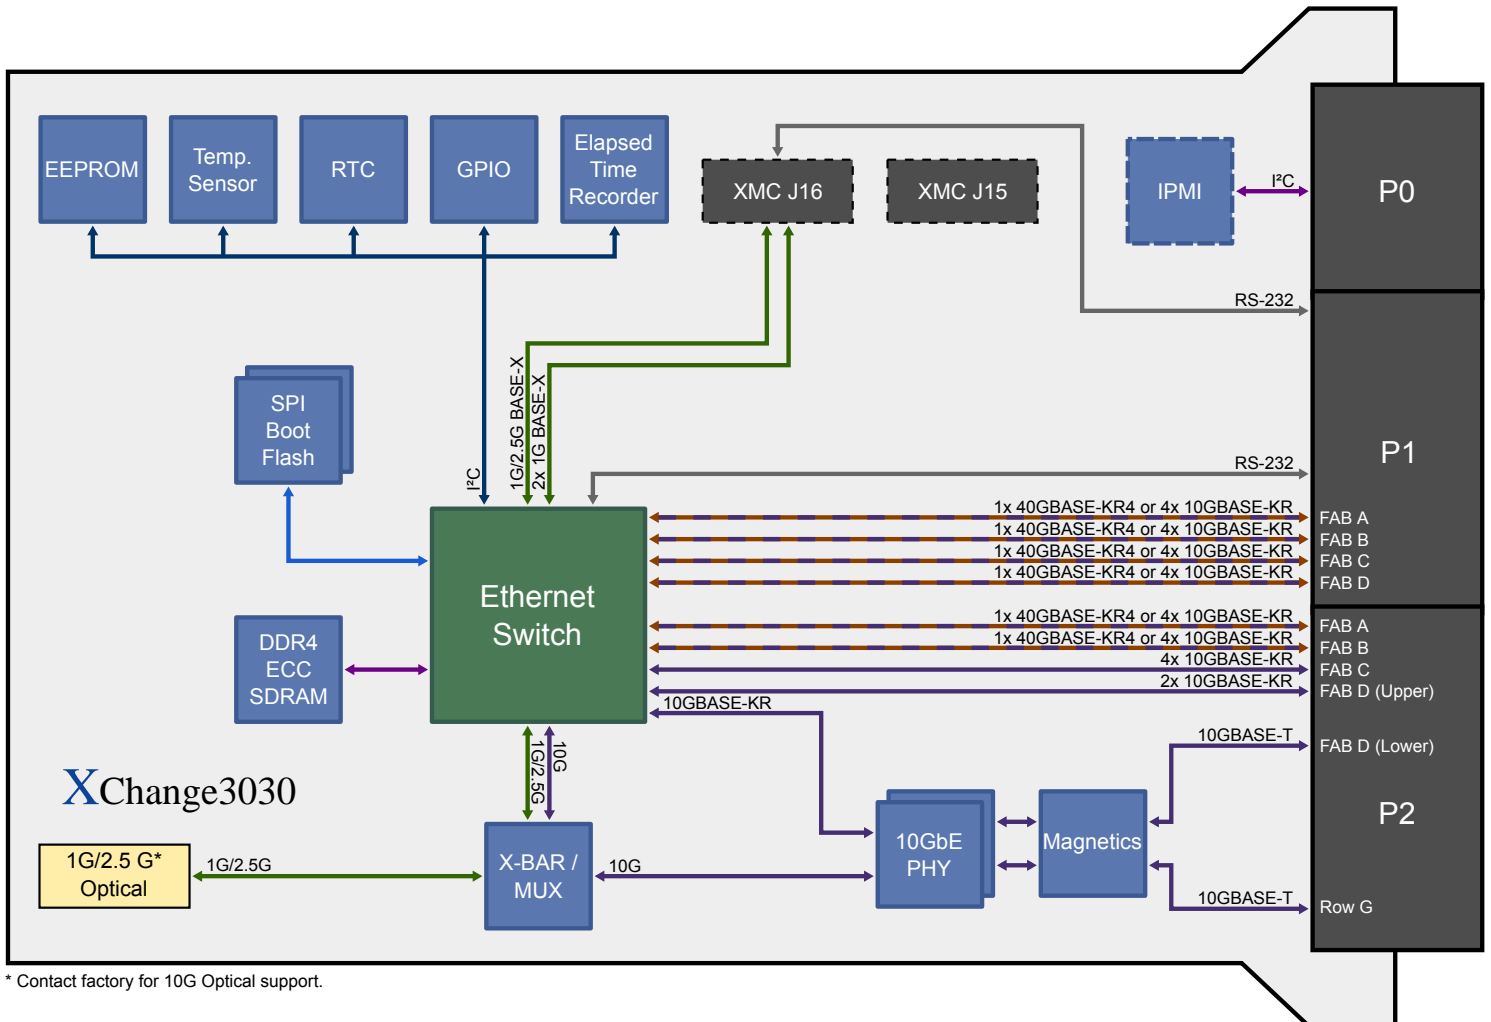 EEPROM
Temp.
Sensor
RTC
GPIO
Elapsed
Time
Recorder
XMC J16
XMC J15
IPMI
I²C
P0
RS-232
SPI
Boot
Flash
I²C
1G/2.5G BASE-X
2x 1G BASE-X
RS-232
P1
1x 40GBASE-KR4 or 4x 10GBASE-KR
FAB A
1x 40GBASE-KR4 or 4x 10GBASE-KR
FAB B
1x 40GBASE-KR4 or 4x 10GBASE-KR
FAB C
1x 40GBASE-KR4 or 4x 10GBASE-KR
FAB D
Ethernet
Switch
DDR4
ECC
SDRAM
1x 40GBASE-KR4 or 4x 10GBASE-KR
FAB A
1x 40GBASE-KR4 or 4x 10GBASE-KR
FAB B
4x 10GBASE-KR
FAB C
2x 10GBASE-KR
FAB D (Upper)
10GBASE-KR
10GBASE-T
FAB D (Lower)
1G/2.5G
10G
XChange3030
P2
1G/2.5 G*
Optical
1G/2.5G
X-BAR /
MUX
10G
10GbE
PHY
Magnetics
10GBASE-T
Row G
* Contact factory for 10G Optical support.